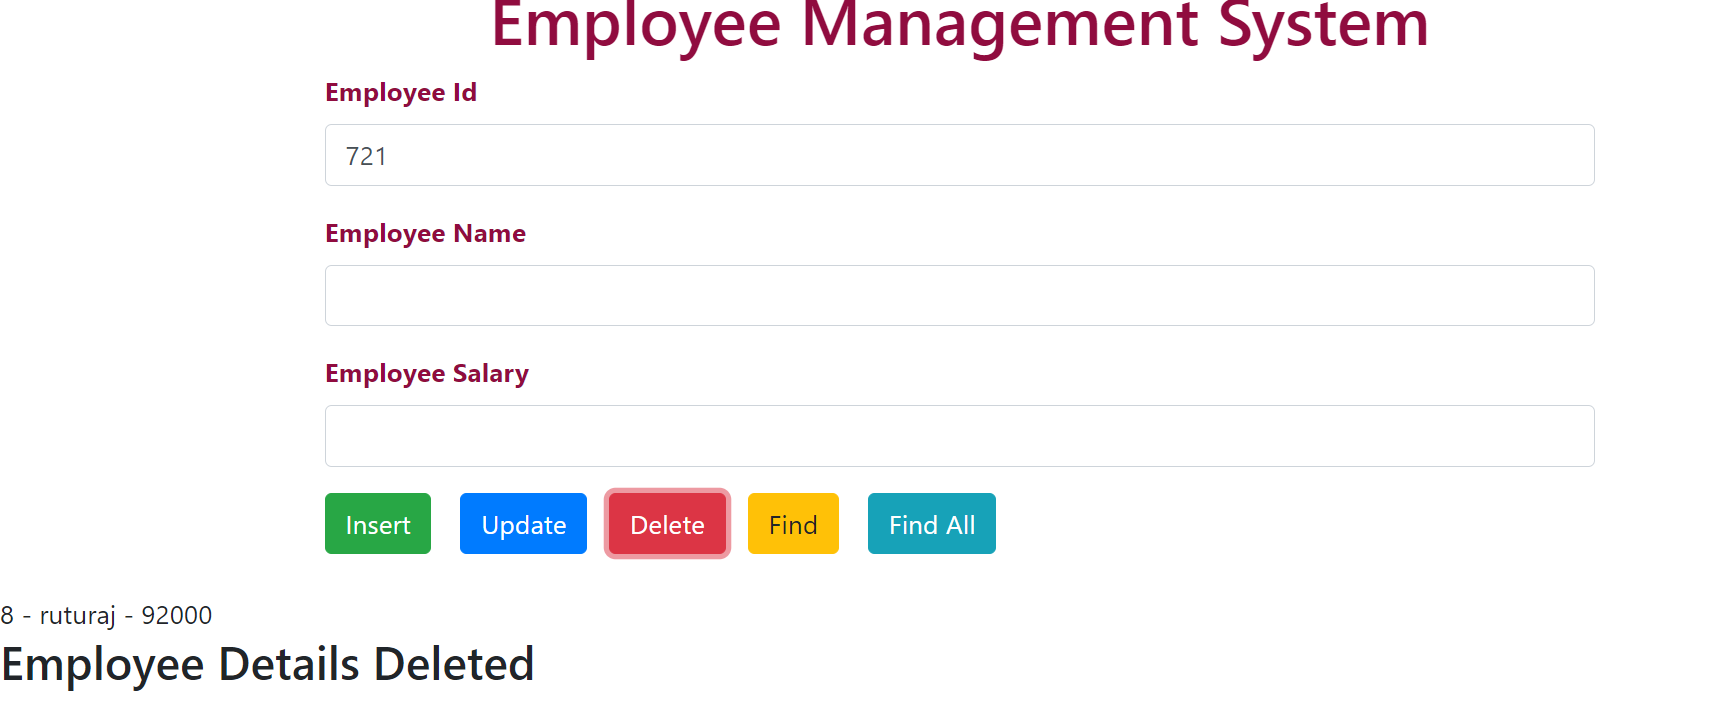 Employee Management System
Employee Id
721
Employee Name
Employee Salary
Insert Update Delete Find Find All
8 - ruturaj - 92000
Employee Details Deleted